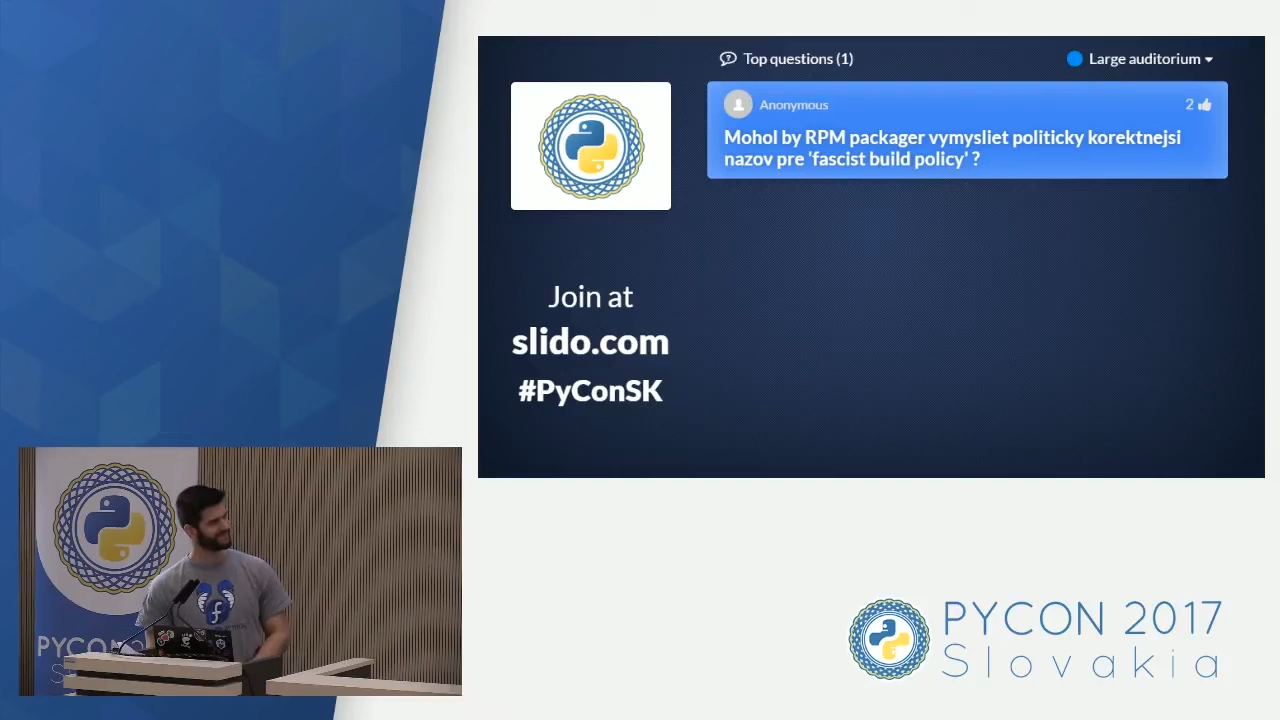 Top questions (1)
Large auditorium
Anonymous
2
Mohol by RPM packager vymysliet politicky korektnejsi
nazov pre 'fascist build policy' ?
Join at
slido.com
#PyConSK
PYCON 2017
Slovakia
PYCON
S